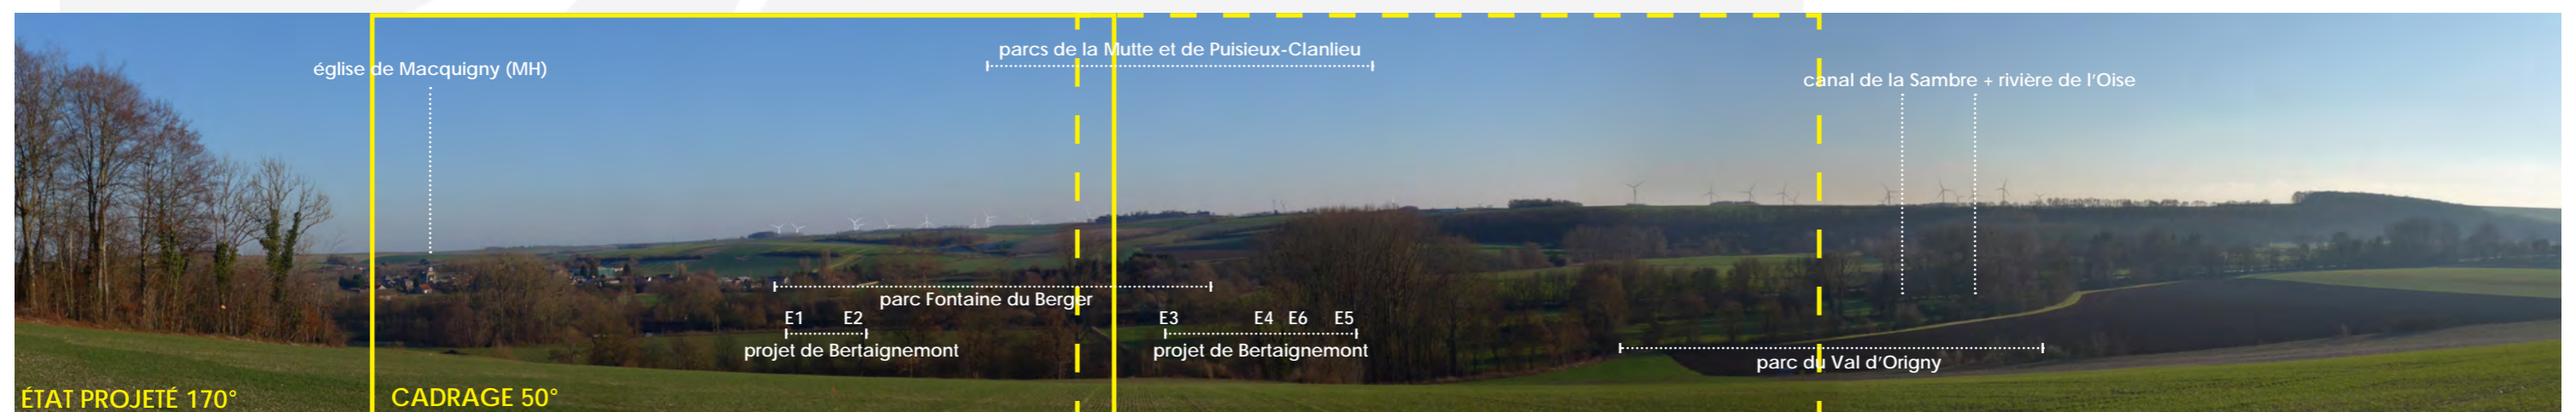 parcs de la Mutte et de Puisieux-Clanlieu
église de Macquigny (MH)
canal de la Sambre + rivière de l'Oise
parc Fontaine du Berger
E1 E2 E3 E4 E6 E5
projet de Bertaignemont projet de Bertaignemont
parc du Val d'Origny
ÉTAT PROJETÉ 170° CADRAGE 50°